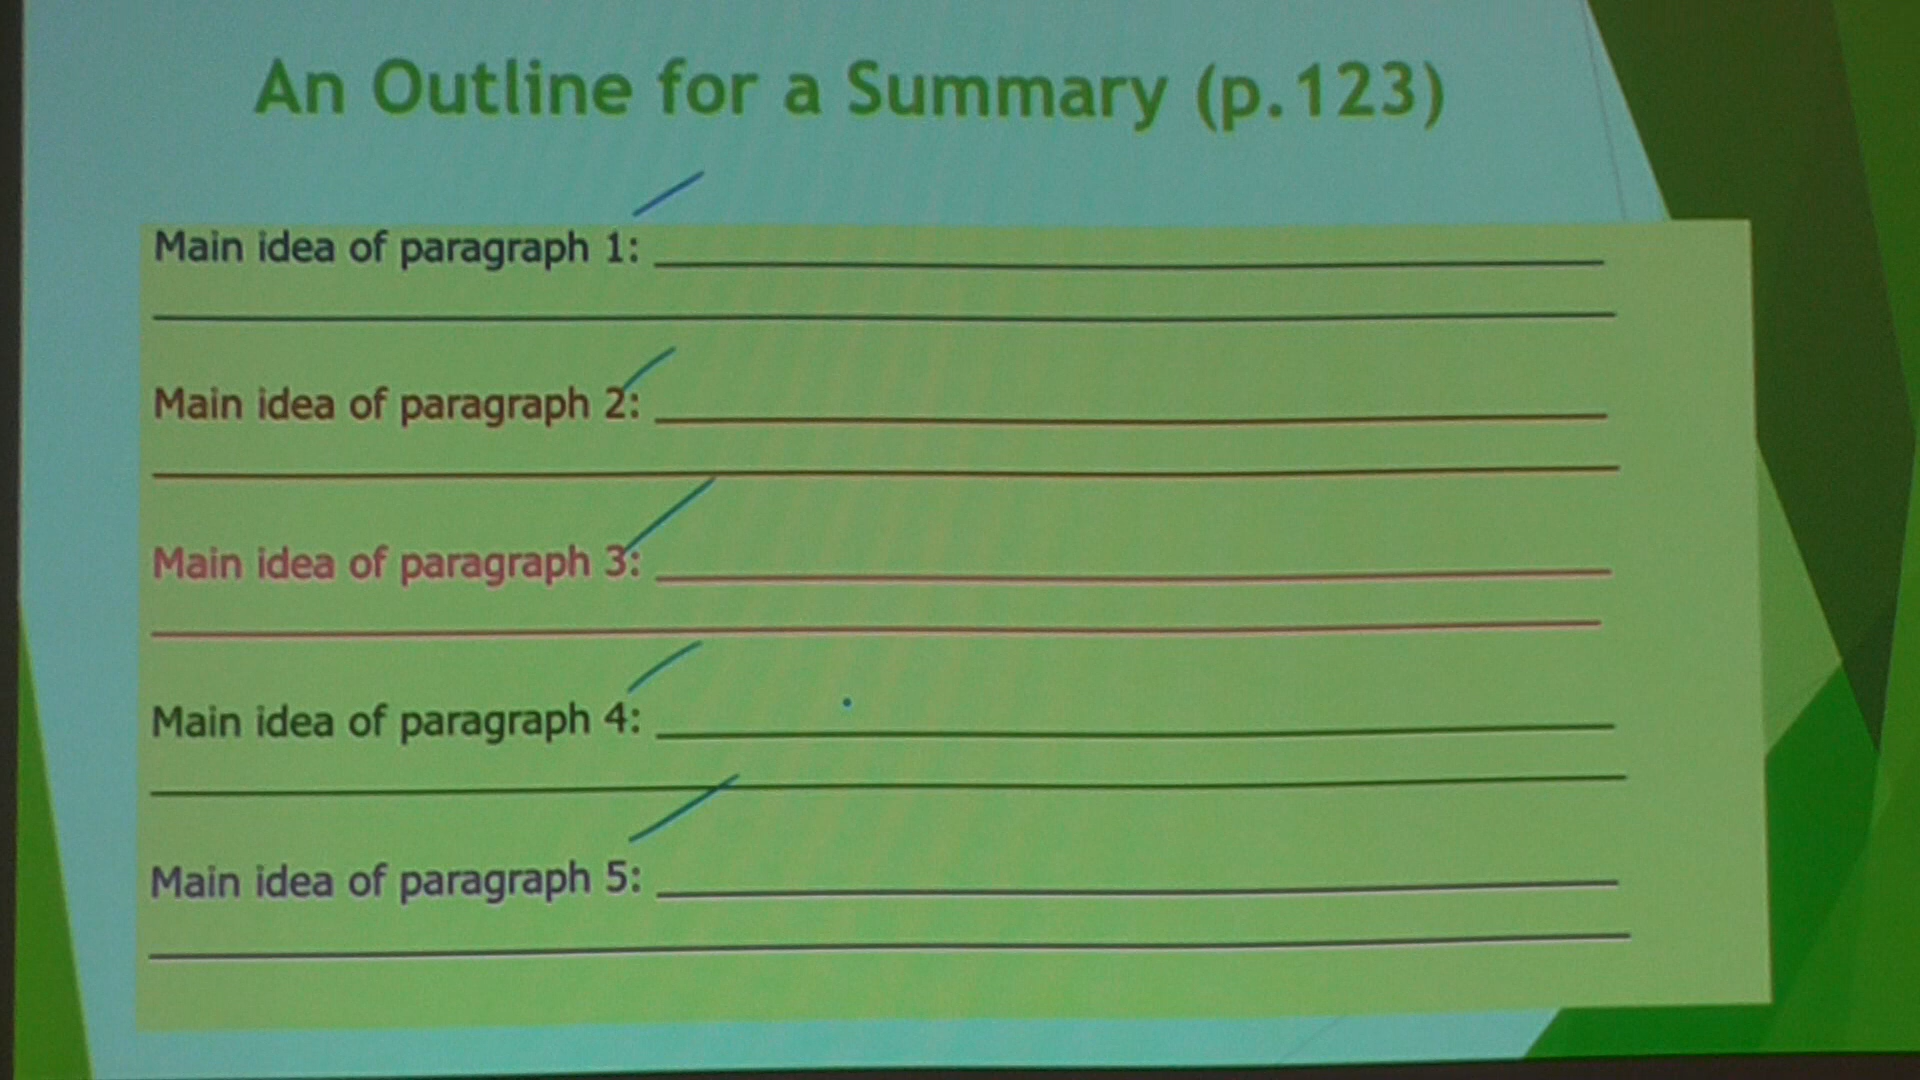 An Outline for a Summary (p.123)
Main idea of paragraph 1:
Main idea of paragraph 2:
Main idea of paragraph 3:
Main idea of paragraph 4:
Main idea of paragraph 5: